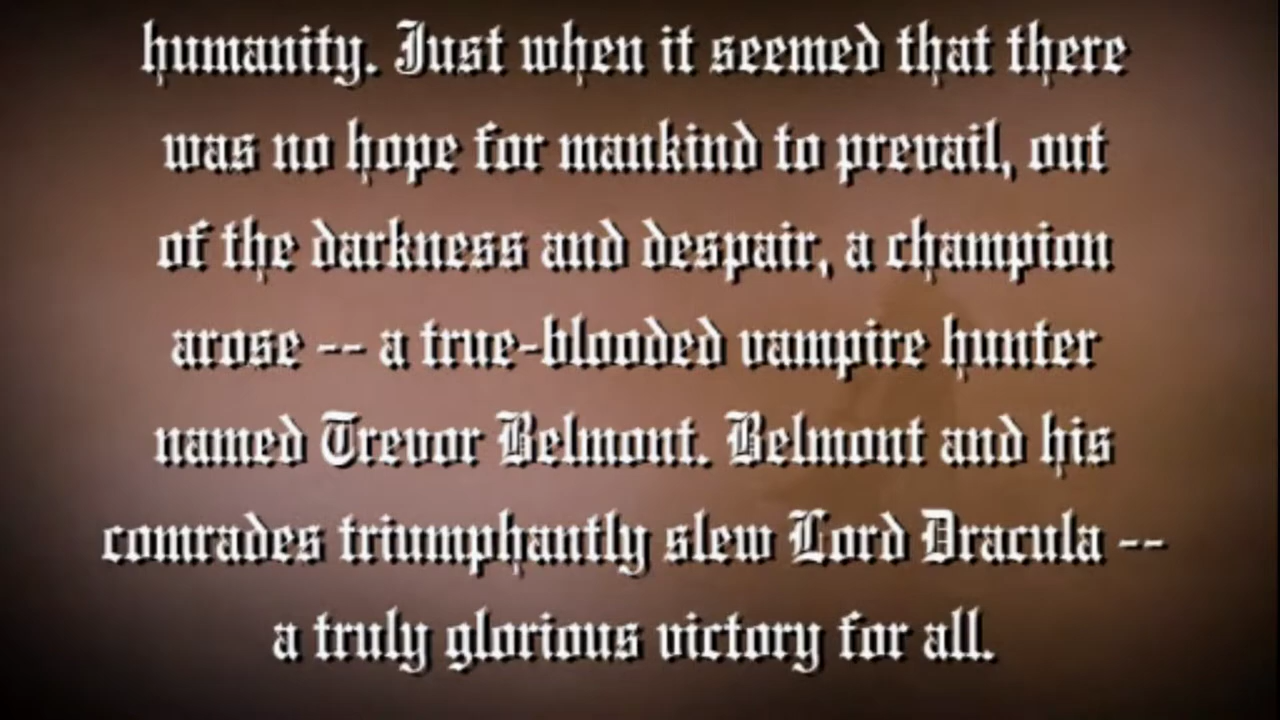 humanity. Just when it seemed that there
was no hope for mankind to prevail, out
of the darkness and despair, a champion
arose -- a true-blooded vampire hunter
named Trevor Belmont. Belmont and his
comrades triumphantly slew Lord Dracula --
a truly glorious victory for all.